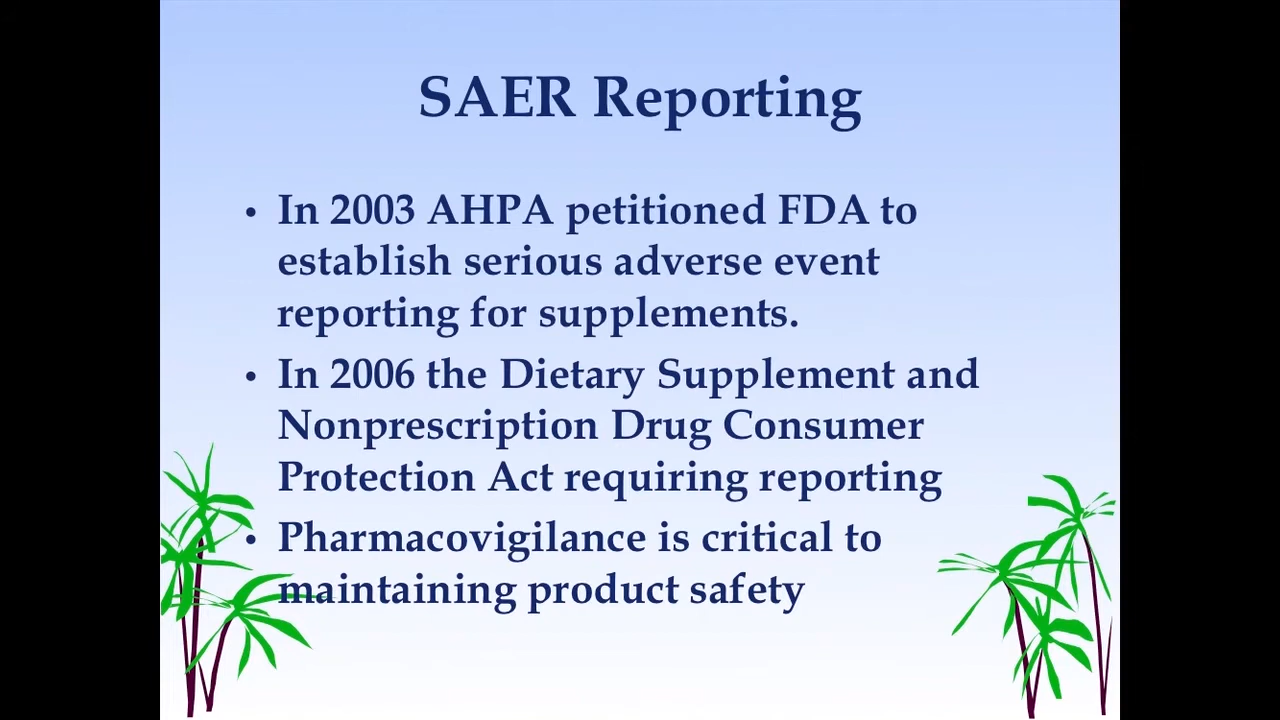 SAER Reporting
• In 2003 AHPA petitioned FDA to
establish serious adverse event
reporting for supplements.
• In 2006 the Dietary Supplement and
Nonprescription Drug Consumer
Protection Act requiring reporting
• Pharmacovigilance is critical to
maintaining product safety